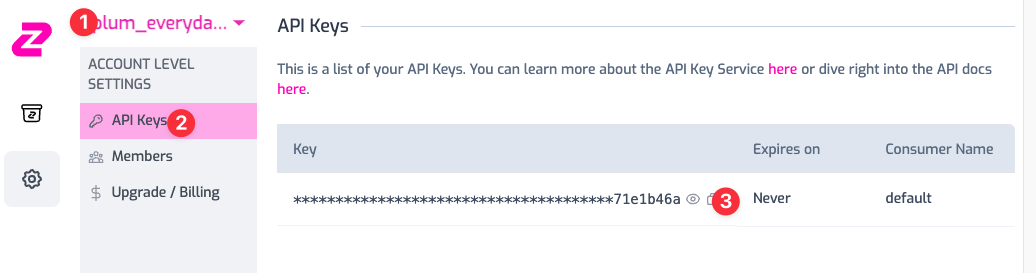 1
plum_everyda...
ACCOUNT LEVEL
SETTINGS
API Keys
2
Members
Upgrade / Billing
API Keys
This is a list of your API Keys. You can learn more about the API Key Service here or dive right into the API docs
here.
Key Expires on Consumer Name
***************************************71e1b46a 3 Never default